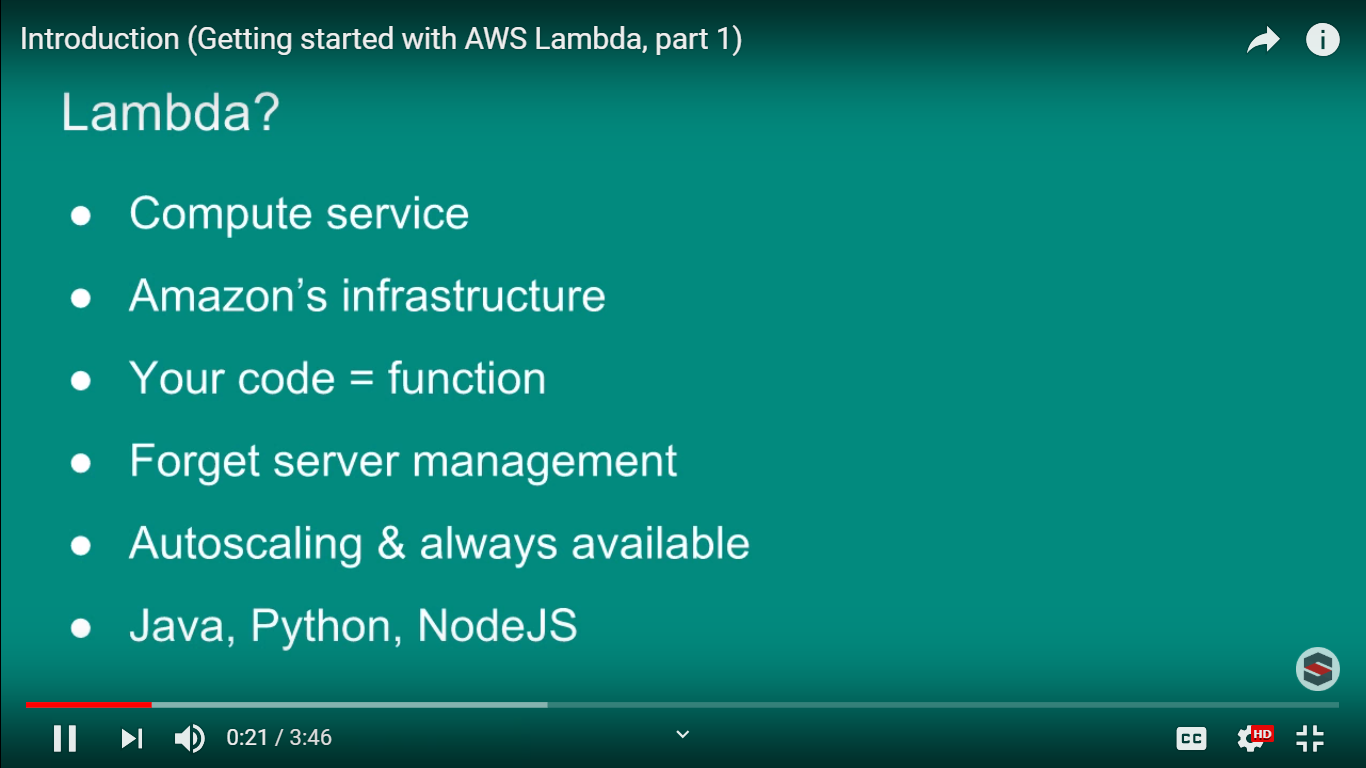 Introduction (Getting started with AWS Lambda, part 1)
i
Lambda?
● Compute service
● Amazon’s infrastructure
● Your code = function
● Forget server management
● Autoscaling & always available
● Java, Python, NodeJS
0:21 / 3:46
CC
HD